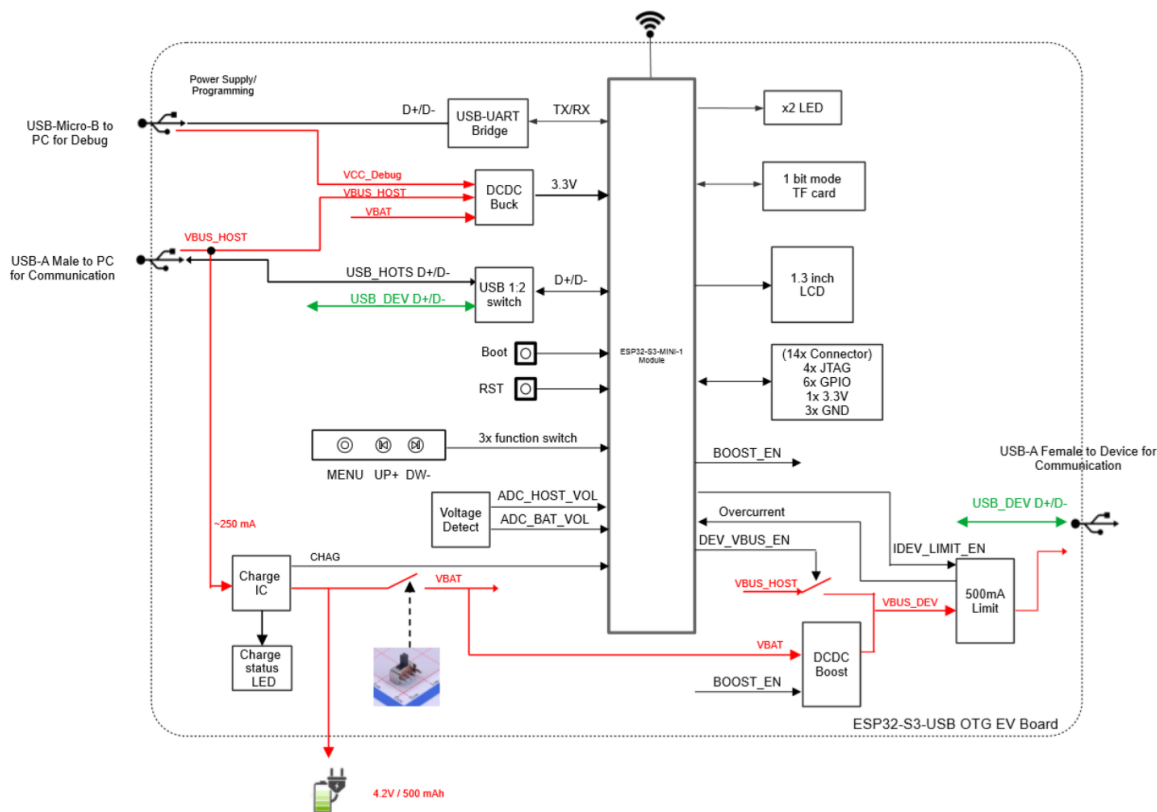 Power Supply/
Programming
USB-Micro-B to
PC for Debug
D+/D-
USB-UART
Bridge
TX/RX
x2 LED
VCC_Debug
VBUS_HOST
VBAT
DCDC
Buck
3.3V
1 bit mode
TF card
VBUS_HOST
USB-A Male to PC
for Communication
USB_HOTS D+/D-
USB_DEV D+/D-
USB 1:2
switch
D+/D-
1.3 inch
LCD
Boot
RST
ESP32-S3-MINI-1
Module
(14x Connector)
4x JTAG
6x GPIO
1x 3.3V
3x GND
3x function switch
MENU UP+ DW-
BOOST_EN
USB-A Female to Device for
Communication
Voltage
Detect
ADC_HOST_VOL
ADC_BAT_VOL
Overcurrent
USB_DEV D+/D-
~250 mA
DEV_VBUS_EN
IDEV_LIMIT_EN
CHAG
Charge
IC
VBAT
VBUS_HOST
VBUS_DEV
500mA
Limit
Charge
status
LED
VBAT
DCDC
Boost
BOOST_EN
ESP32-S3-USB OTG EV Board
4.2V / 500 mAh